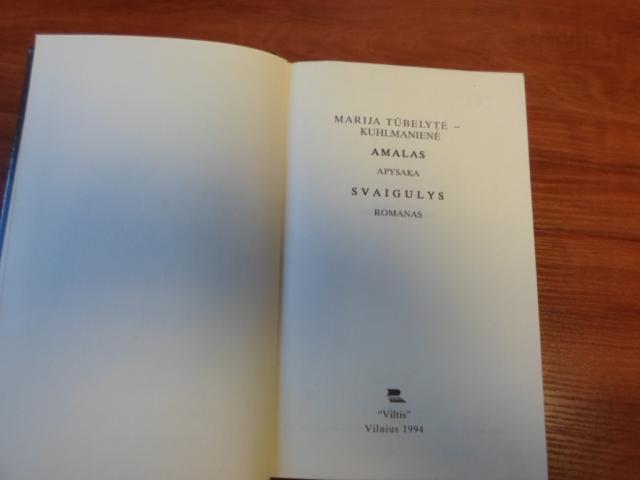 MARIJA TŪBELYTĖ –
KUHLMANIENĖ
AMALAS
APYSAKA
SVAIGULYS
ROMANAS
"Viltis"
Vilnius 1994